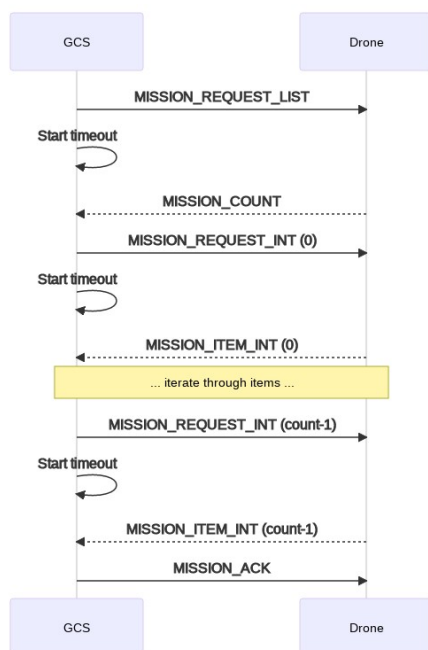 GCS
Drone
MISSION_REQUEST_LIST
Start timeout
MISSION_COUNT
MISSION_REQUEST_INT (0)
Start timeout
MISSION_ITEM_INT (0)
... iterate through items ...
MISSION_REQUEST_INT (count-1)
Start timeout
MISSION_ITEM_INT (count-1)
MISSION_ACK
GCS
Drone